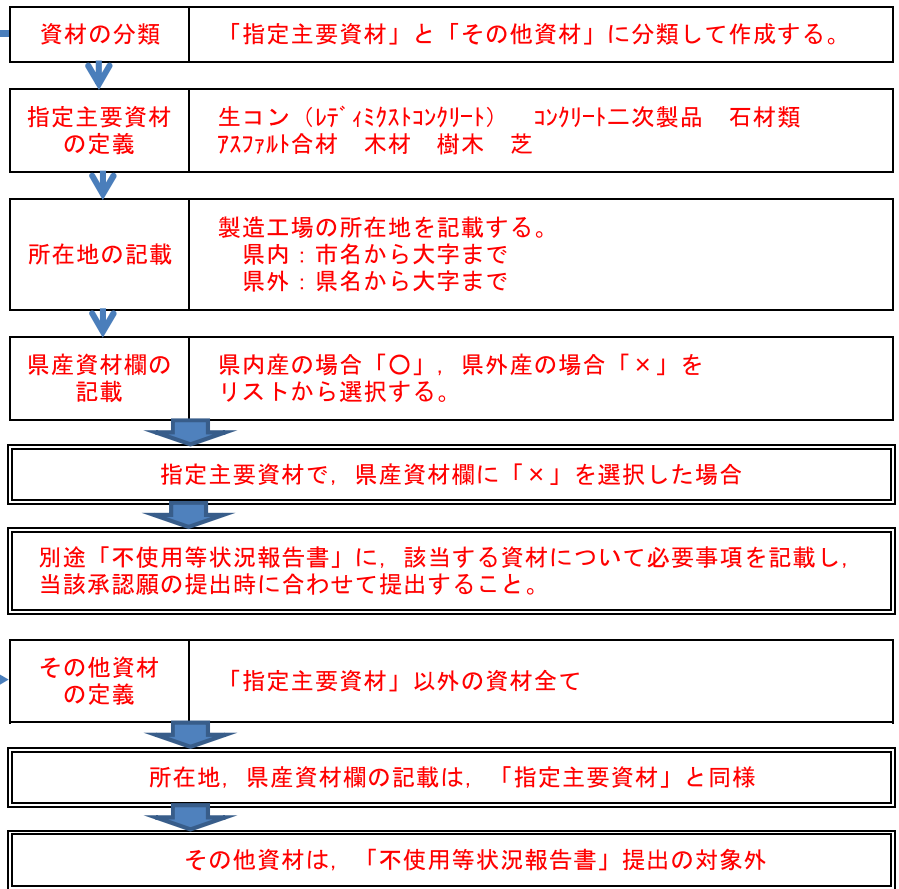 資材の分類
「指定主要資材」と「その他資材」に分類して作成する。
指定主要資材
の定義
生コン（ﾚﾃﾞｨﾐｸｽﾄｺﾝｸﾘｰﾄ）　ｺﾝｸﾘｰﾄ二次製品　石材類
ｱｽﾌｧﾙﾄ合材　木材　樹木　芝
所在地の記載
製造工場の所在地を記載する。
県内：市名から大字まで
県外：県名から大字まで
県産資材欄の
記載
県内産の場合「〇」，県外産の場合「×」を
リストから選択する。
指定主要資材で，県産資材欄に「×」を選択した場合
別途「不使用等状況報告書」に，該当する資材について必要事項を記載し，
当該承認願の提出時に合わせて提出すること。
その他資材
の定義
「指定主要資材」以外の資材全て
所在地，県産資材欄の記載は，「指定主要資材」と同様
その他資材は，「不使用等状況報告書」提出の対象外